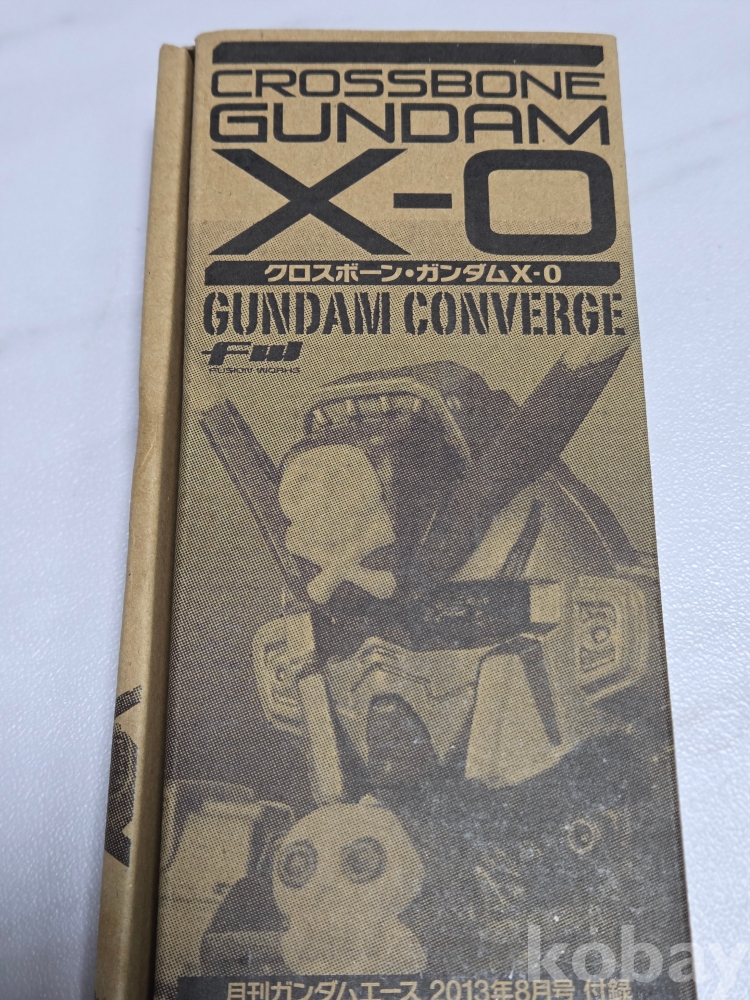 CROSSBONE
GUNDAM
X-0
クロスボーン・ガンダムX-0
GUNDAM CONVERGE
fw
FUSION WORKS
月刊ガンダムエース 2013年8月号 付録
kobay